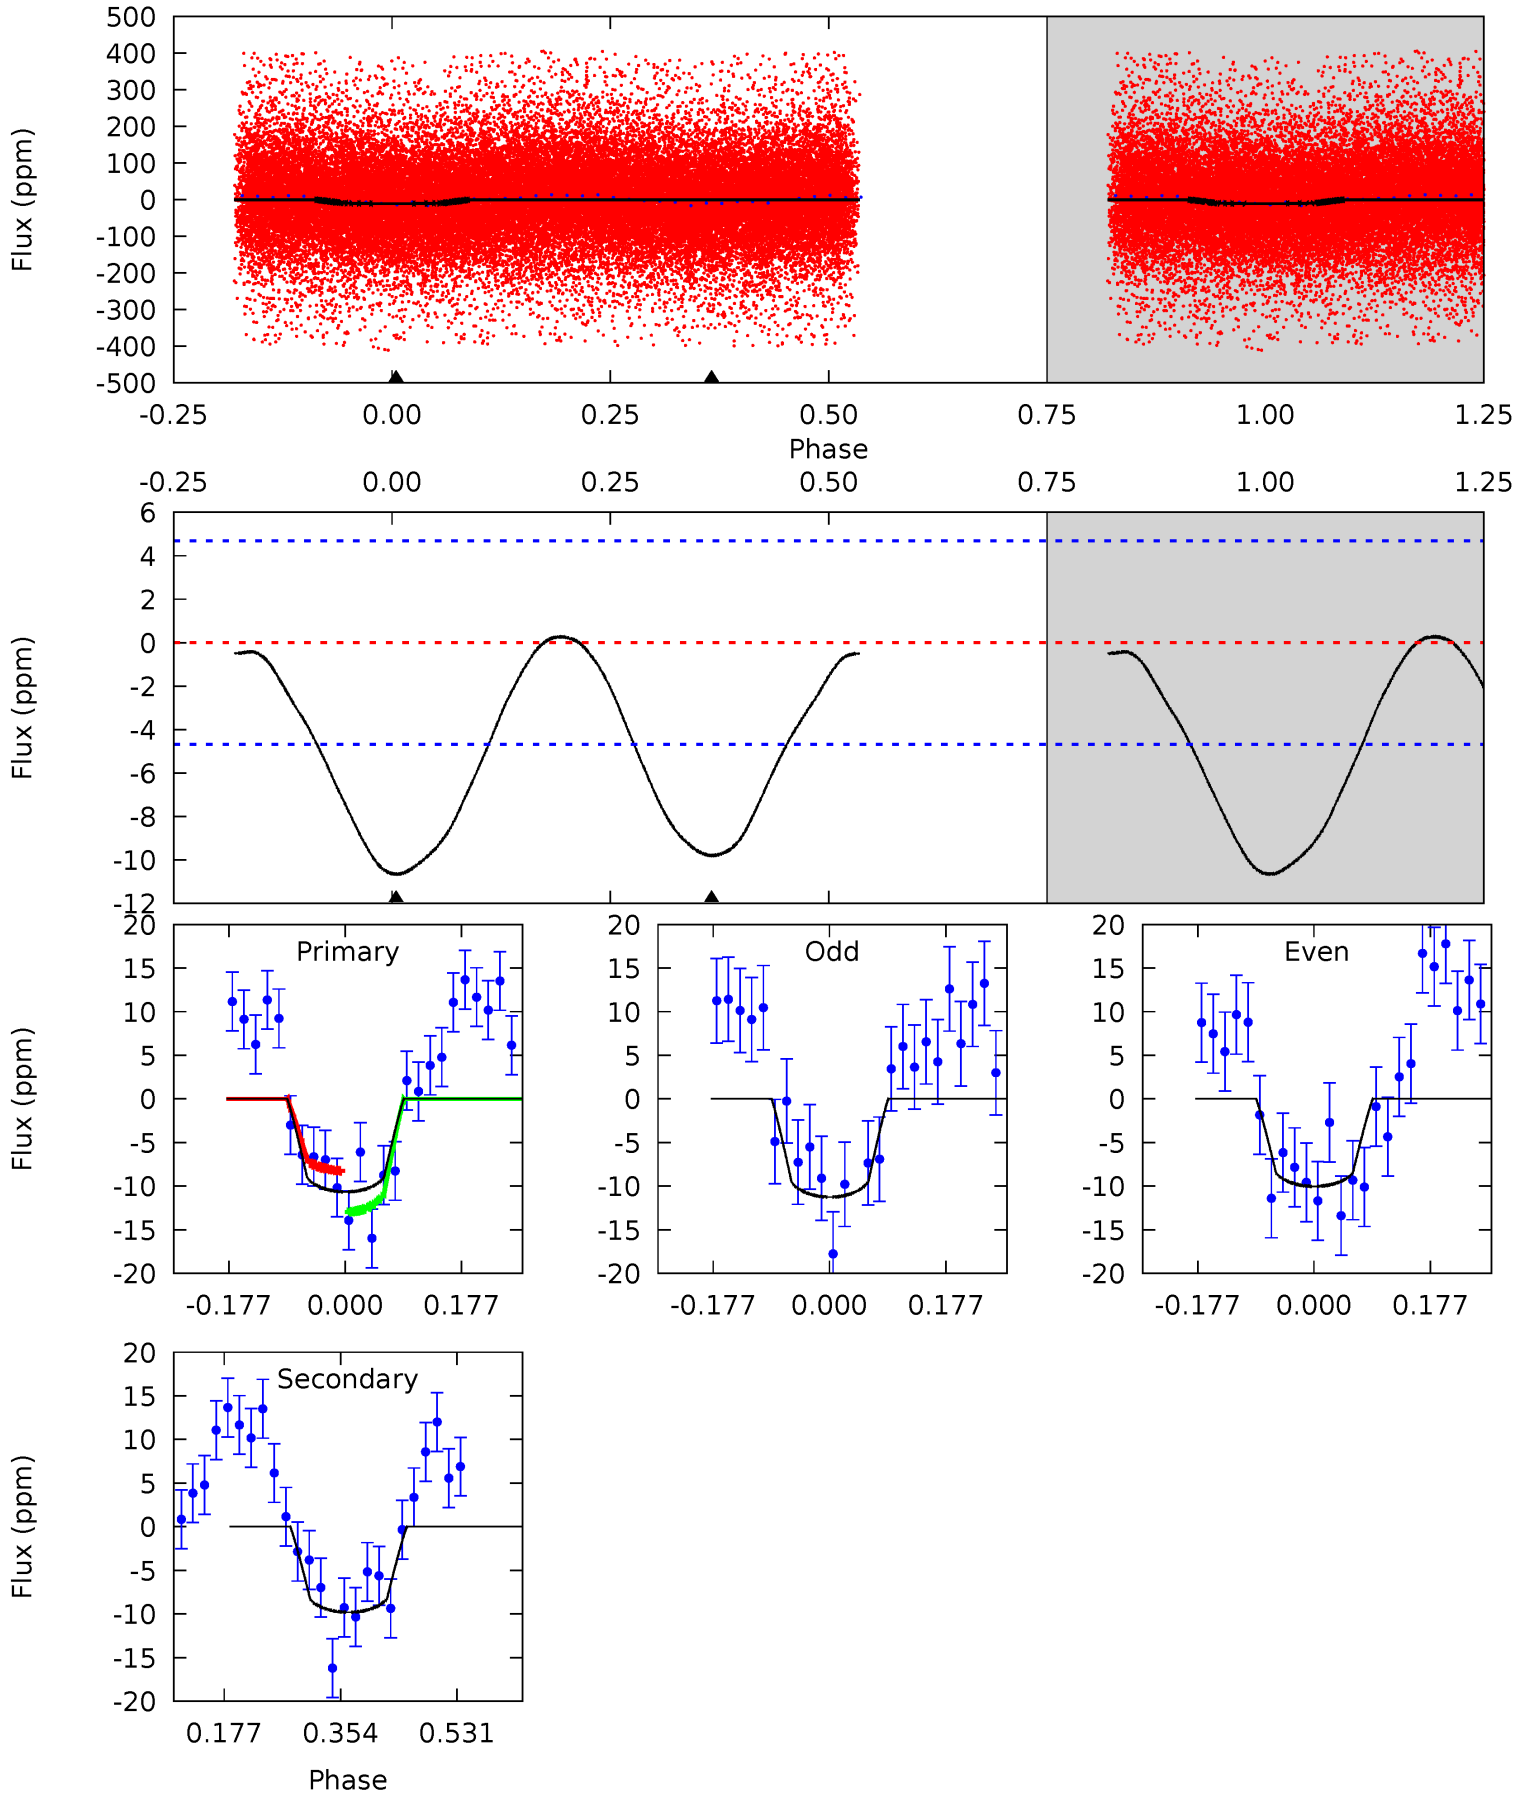 500
400
300
200
100
0
-100
-200
-300
-400
-500
Flux (ppm)
-0.25 0.00 0.25 0.50 0.75 1.00 1.25
Phase
-0.25 0.00 0.25 0.50 0.75 1.00 1.25
6
4
2
0
-2
-4
-6
-8
-10
-12
Flux (ppm)
Primary Odd Even
20 20 20
15 15 15
10 10 10
5 5 5
0 0 0
-5 -5 -5
-10 -10 -10
-15 -15 -15
-20 -20 -20
Flux (ppm)
-0.177 0.000 0.177 -0.177 0.000 0.177 -0.177 0.000 0.177
Secondary
20
15
10
5
0
-5
-10
-15
-20
Flux (ppm)
0.177 0.354 0.531
Phase